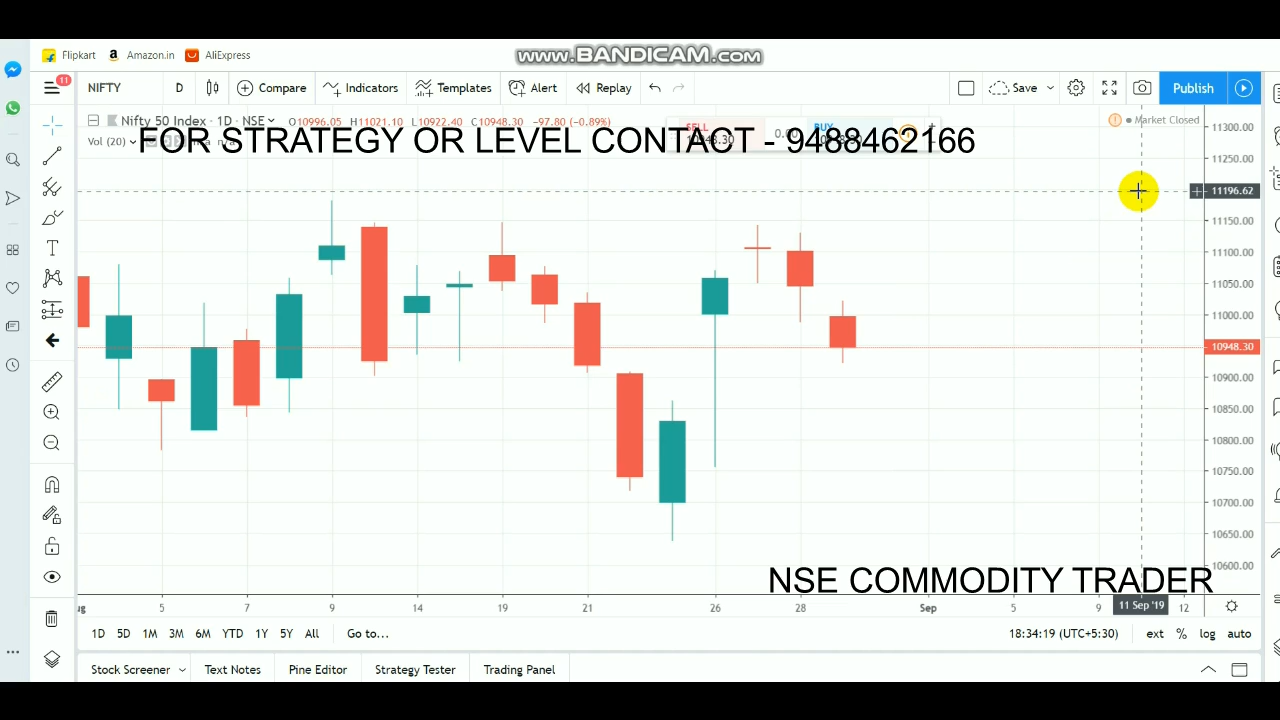 www.BANDICAM.com
Flipkart Amazon.in AliExpress
11
NIFTY D Compare Indicators Templates Alert Replay Save Publish
Nifty 50 Index · 1D · NSE O10996.05 H11021.10 L10922.40 C10948.30 −97.80 (−0.89%)
Market Closed
SELL
BUY
Vol (20) n/a
FOR STRATEGY OR LEVEL CONTACT - 9488462166
11300.00
11250.00
11196.62
11150.00
11100.00
11050.00
11000.00
10948.30
10900.00
10850.00
10800.00
10750.00
10700.00
10650.00
10600.00
NSE COMMODITY TRADER
ug 5 7 9 14 19 21 26 28 Sep 5 9 11 Sep '19 12
1D 5D 1M 3M 6M YTD 1Y 5Y All Go to... 18:34:19 (UTC+5:30) ext % log auto
Stock Screener Text Notes Pine Editor Strategy Tester Trading Panel